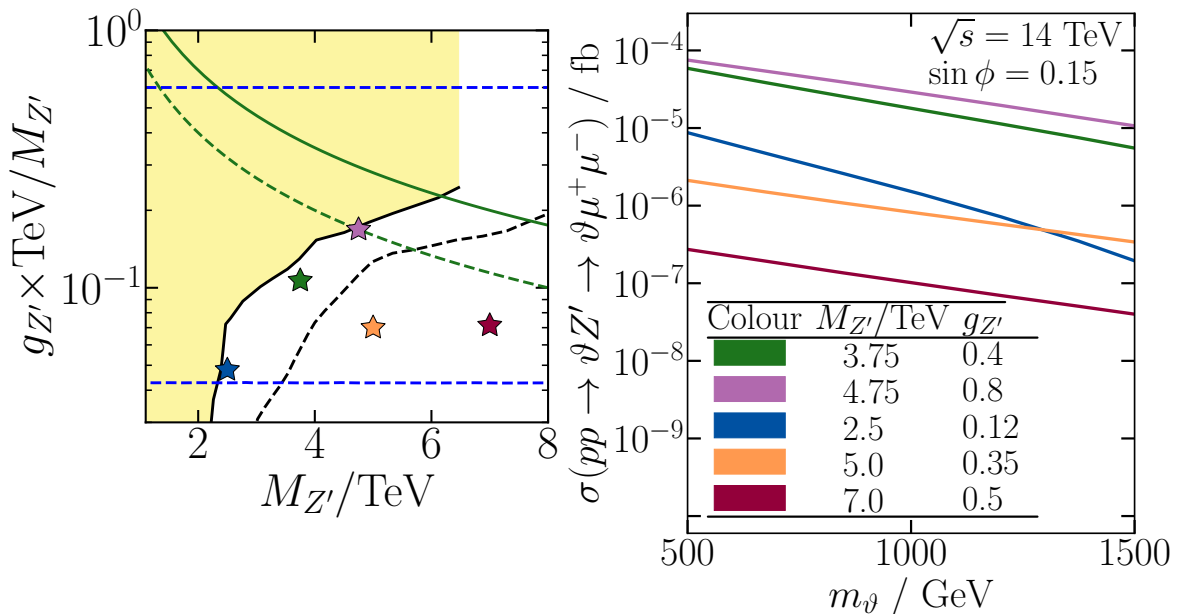 g_{Z'}×TeV/M_{Z'}
10^0
10^{-1}
2 4 6 8
M_{Z'}/TeV
σ(pp → ϑZ' → ϑμ^+μ^-) / fb
10^{-4}
10^{-5}
10^{-6}
10^{-7}
10^{-8}
10^{-9}
√s = 14 TeV
sin ϕ = 0.15
Colour M_{Z'}/TeV g_{Z'}
3.75 0.4
4.75 0.8
2.5 0.12
5.0 0.35
7.0 0.5
500 1000 1500
m_ϑ / GeV